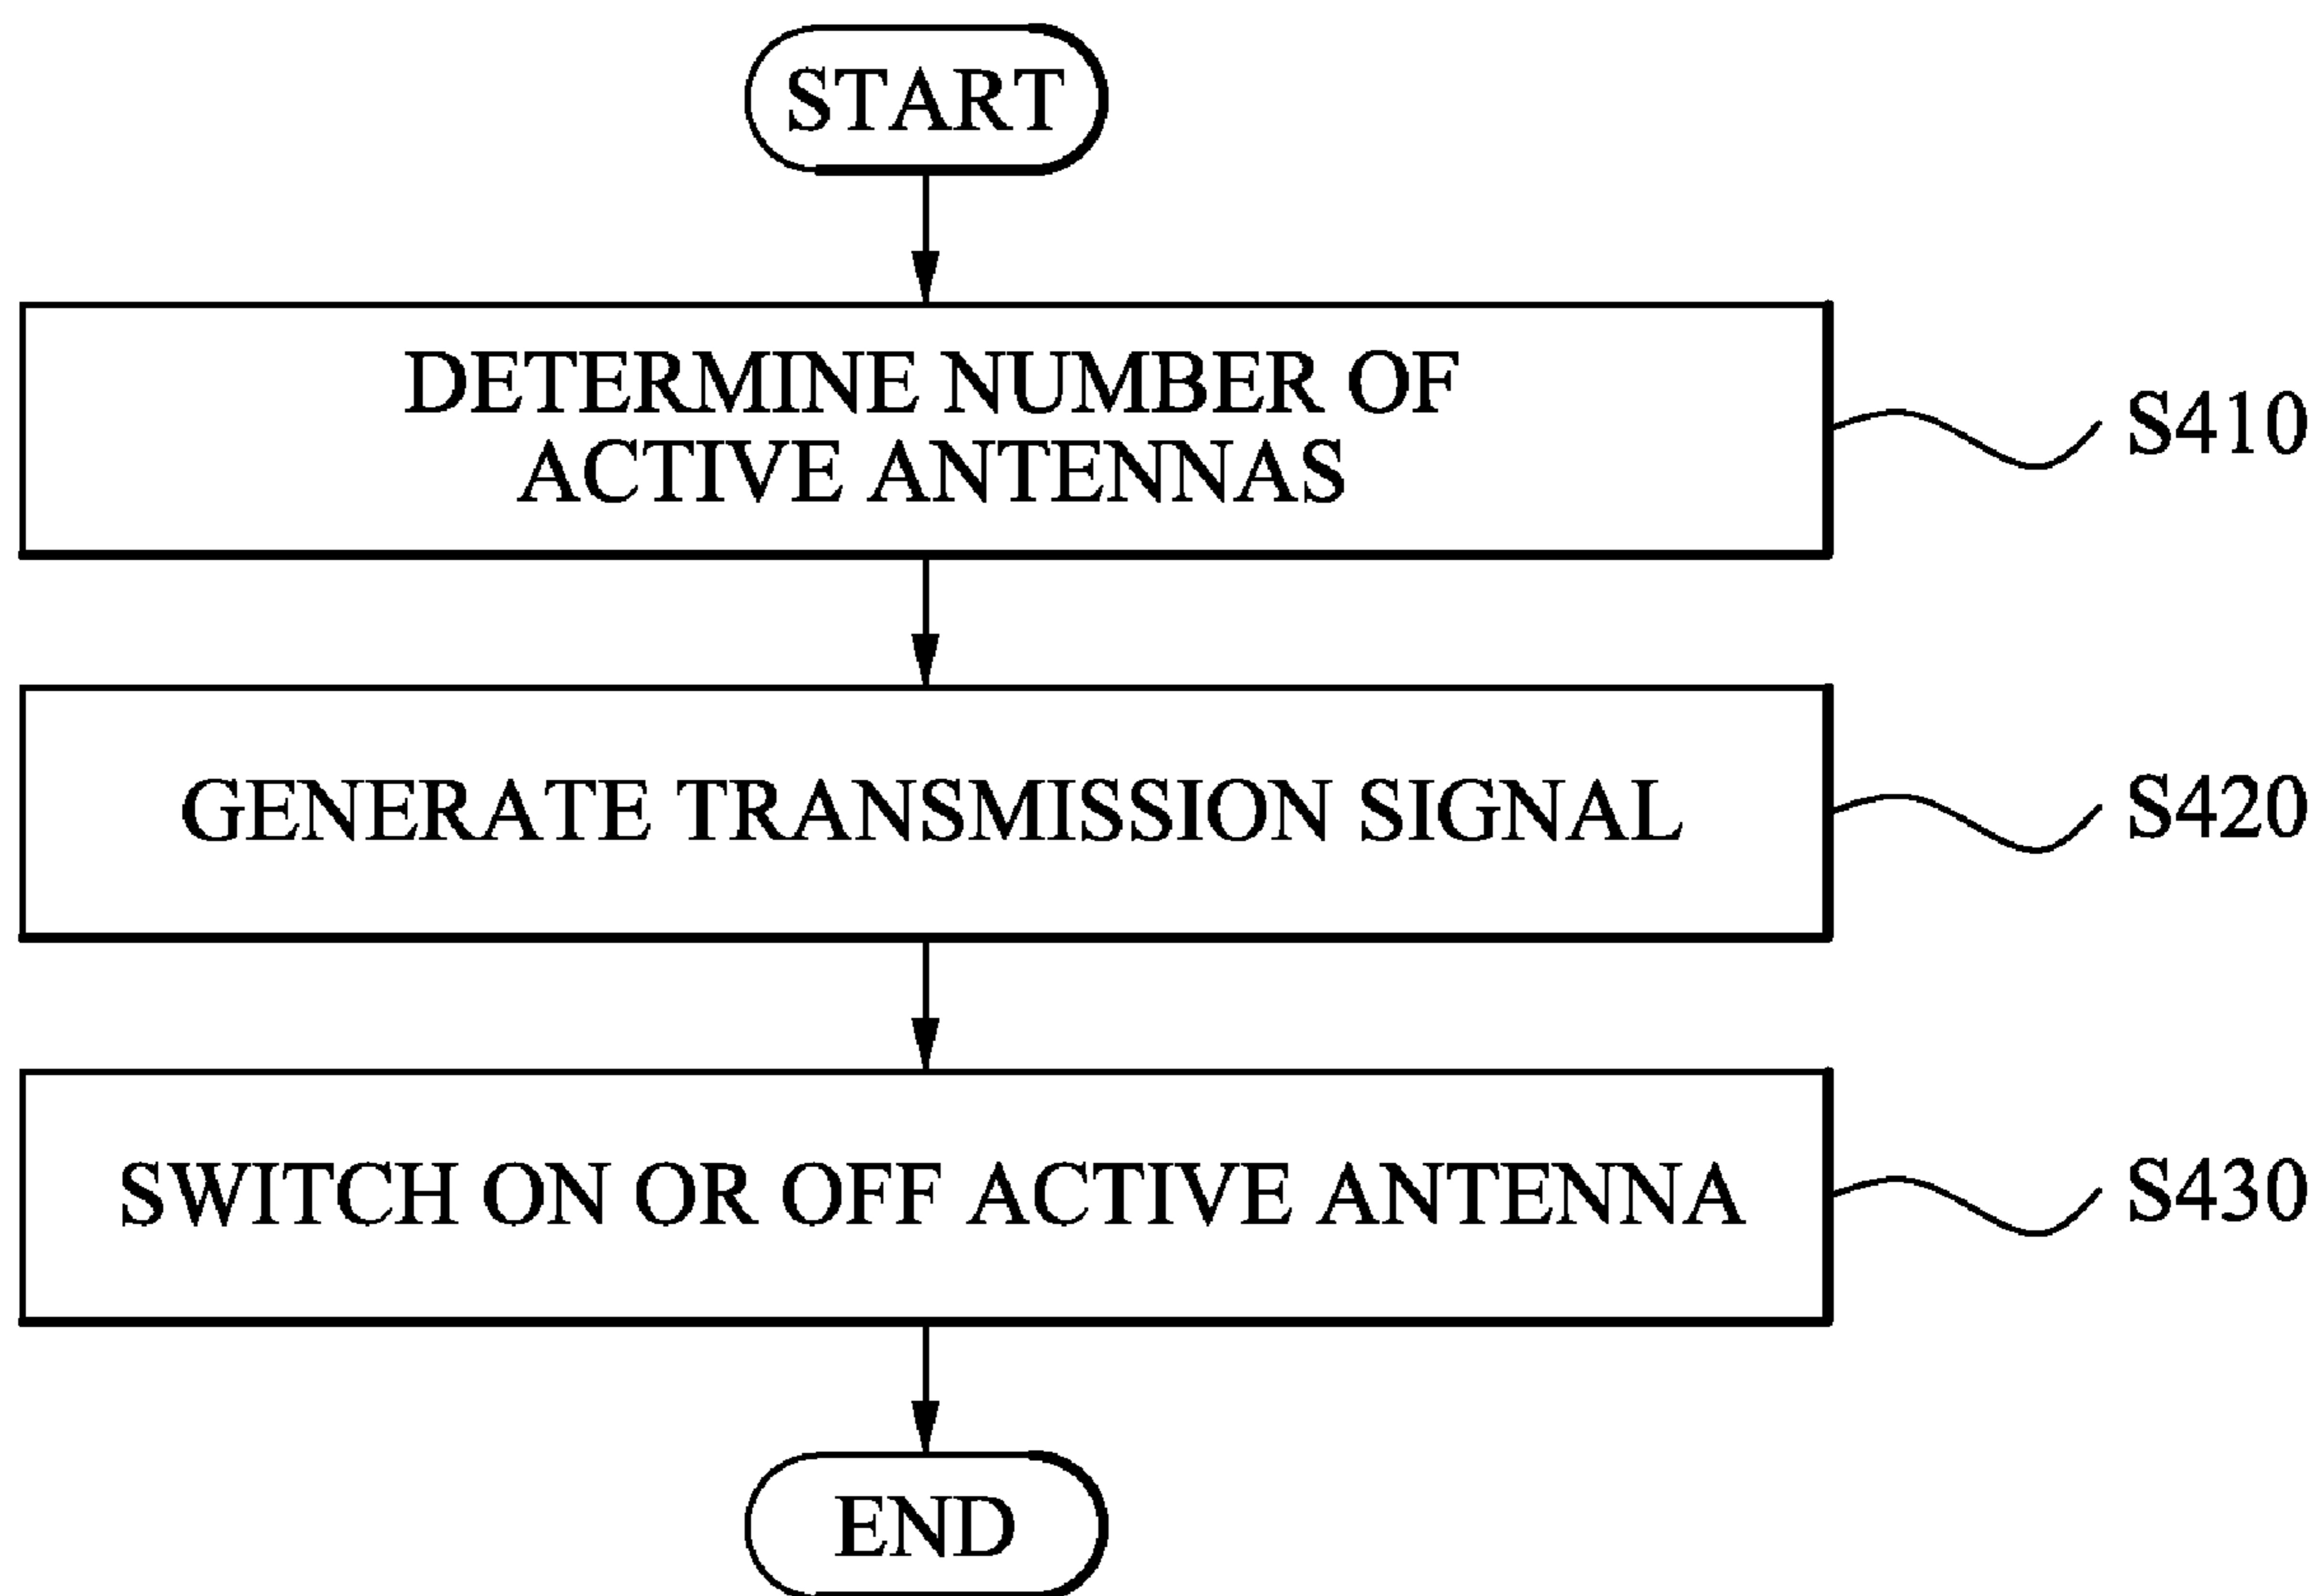 START
DETERMINE NUMBER OF
ACTIVE ANTENNAS
S410
GENERATE TRANSMISSION SIGNAL
S420
SWITCH ON OR OFF ACTIVE ANTENNA
S430
END